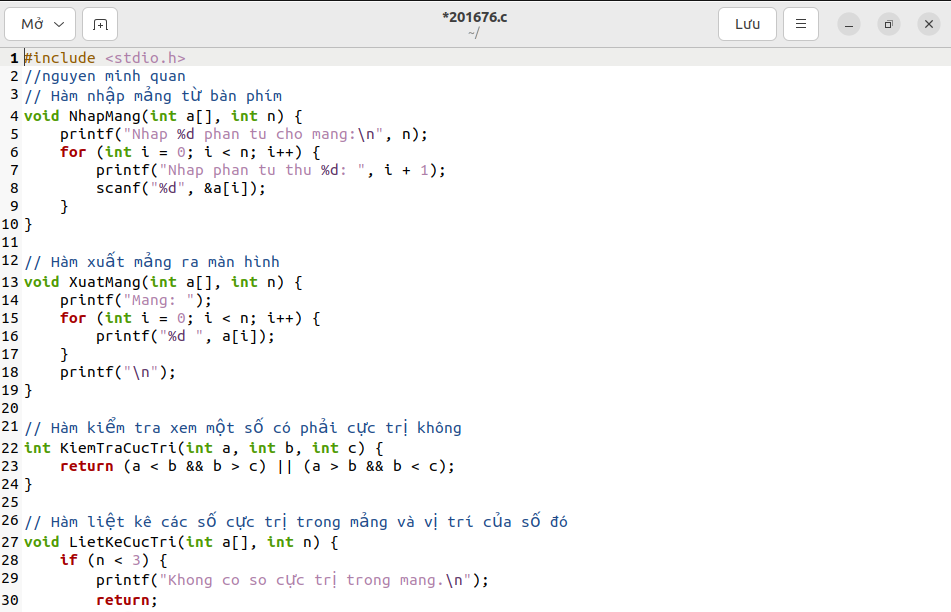 Mở
*201676.c
~/
Lưu
1 #include <stdio.h>
2 //nguyen minh quan
3 // Hàm nhập mảng từ bàn phím
4 void NhapMang(int a[], int n) {
5     printf("Nhap %d phan tu cho mang:\n", n);
6     for (int i = 0; i < n; i++) {
7         printf("Nhap phan tu thu %d: ", i + 1);
8         scanf("%d", &a[i]);
9     }
10 }
11
12 // Hàm xuất mảng ra màn hình
13 void XuatMang(int a[], int n) {
14     printf("Mang: ");
15     for (int i = 0; i < n; i++) {
16         printf("%d ", a[i]);
17     }
18     printf("\n");
19 }
20
21 // Hàm kiểm tra xem một số có phải cực trị không
22 int KiemTraCucTri(int a, int b, int c) {
23     return (a < b && b > c) || (a > b && b < c);
24 }
25
26 // Hàm liệt kê các số cực trị trong mảng và vị trí của số đó
27 void LietKeCucTri(int a[], int n) {
28     if (n < 3) {
29         printf("Khong co so cực trị trong mang.\n");
30         return;